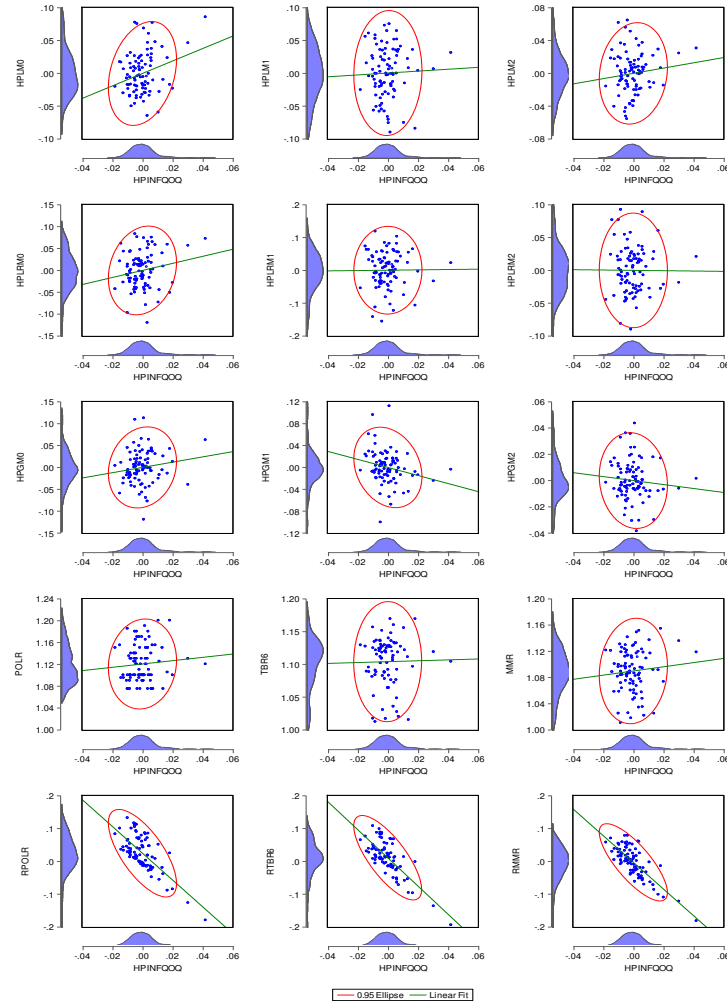 HPLM0
.10
.05
.00
-.05
-.10
-.04 -.02 .00 .02 .04 .06
HPINFQOQ
HPLM1
.10
.05
.00
-.05
-.10
-.04 -.02 .00 .02 .04 .06
HPINFQOQ
HPLM2
.08
.04
.00
-.04
-.08
-.04 -.02 .00 .02 .04 .06
HPINFQOQ
HPLRM0
.15
.10
.05
.00
-.05
-.10
-.15
-.04 -.02 .00 .02 .04 .06
HPINFQOQ
HPLRM1
.2
.1
.0
-.1
-.2
-.04 -.02 .00 .02 .04 .06
HPINFQOQ
HPLRM2
.10
.05
.00
-.05
-.10
-.04 -.02 .00 .02 .04 .06
HPINFQOQ
HPGM0
.15
.10
.05
.00
-.05
-.10
-.15
-.04 -.02 .00 .02 .04 .06
HPINFQOQ
HPGM1
.12
.08
.04
.00
-.04
-.08
-.12
-.04 -.02 .00 .02 .04 .06
HPINFQOQ
HPGM2
.06
.04
.02
.00
-.02
-.04
-.04 -.02 .00 .02 .04 .06
HPINFQOQ
POLR
1.24
1.20
1.16
1.12
1.08
1.04
1.00
-.04 -.02 .00 .02 .04 .06
HPINFQOQ
TBR6
1.20
1.15
1.10
1.05
1.00
-.04 -.02 .00 .02 .04 .06
HPINFQOQ
MMR
1.20
1.16
1.12
1.08
1.04
1.00
-.04 -.02 .00 .02 .04 .06
HPINFQOQ
RPOLR
.2
.1
.0
-.1
-.2
-.04 -.02 .00 .02 .04 .06
HPINFQOQ
RTBR6
.2
.1
.0
-.1
-.2
-.04 -.02 .00 .02 .04 .06
HPINFQOQ
RMMR
.2
.1
.0
-.1
-.2
-.04 -.02 .00 .02 .04 .06
HPINFQOQ
0.95 Ellipse Linear Fit